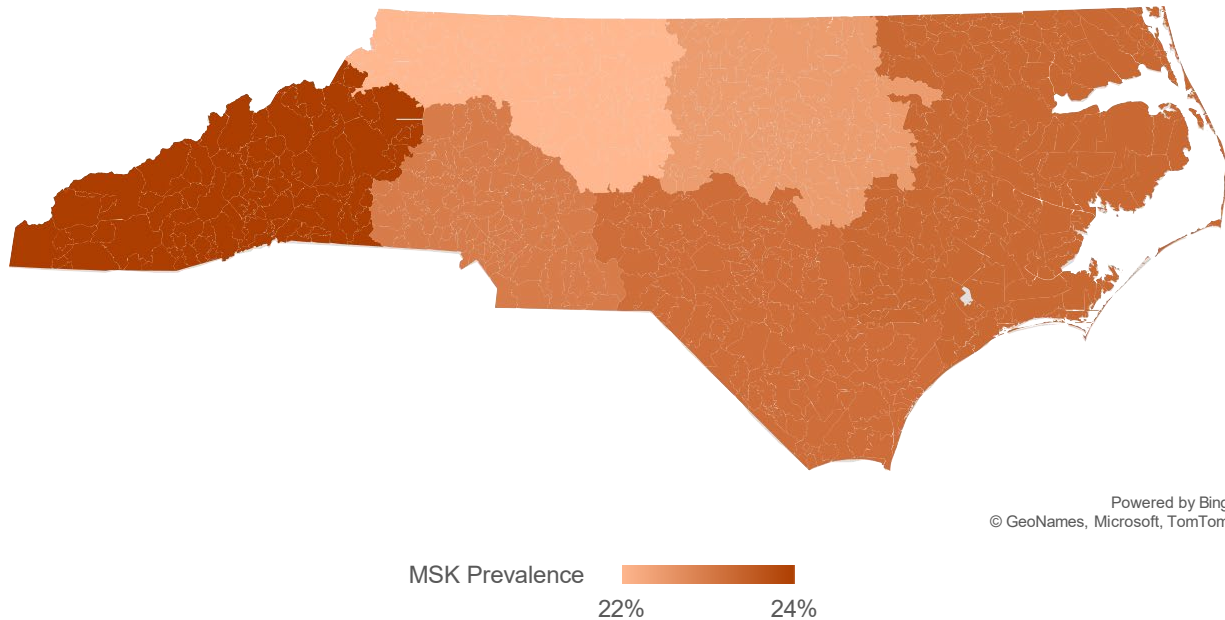 Powered by Bing
© GeoNames, Microsoft, TomTom
MSK Prevalence
22%
24%